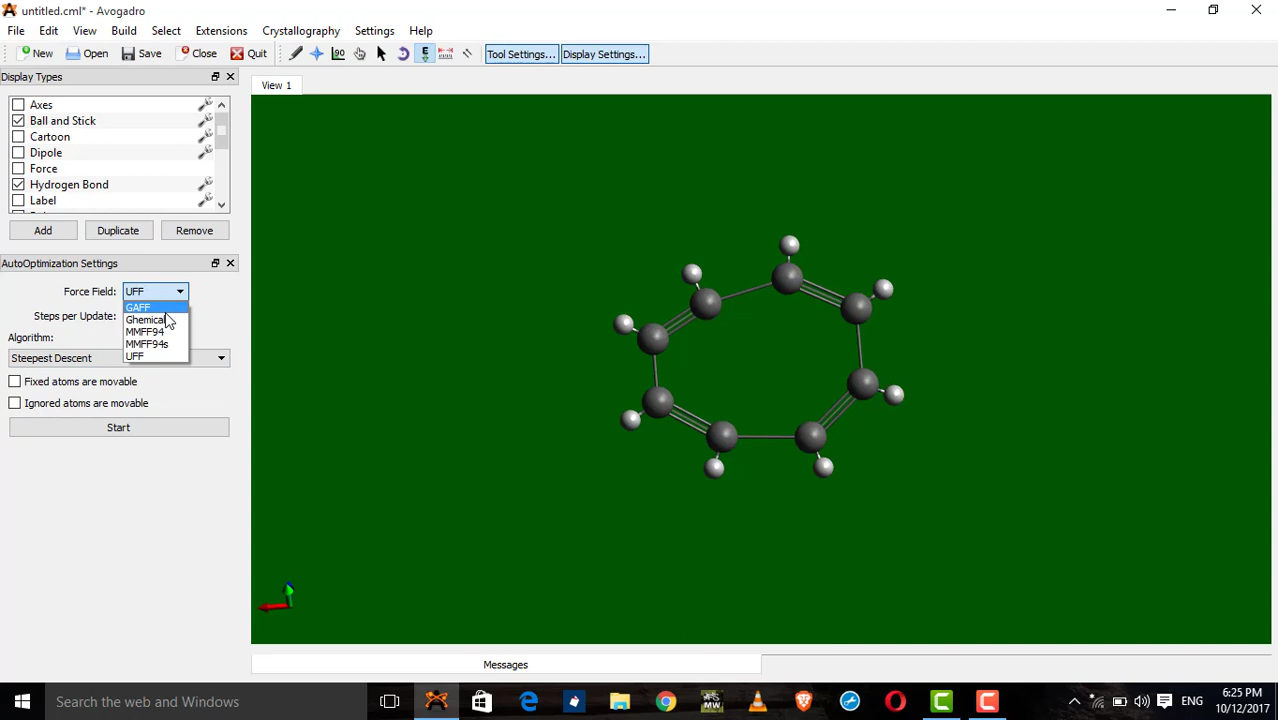 untitled.cml* - Avogadro
File Edit View Build Select Extensions Crystallography Settings Help
New Open Save Close Quit Tool Settings... Display Settings...
Display Types
View 1
Axes
Ball and Stick
Cartoon
Dipole
Force
Hydrogen Bond
Label
Add Duplicate Remove
AutoOptimization Settings
Force Field: UFF
GAFF
Steps per Update:
Ghemical
MMFF94
MMFF94s
UFF
Algorithm:
Steepest Descent
Fixed atoms are movable
Ignored atoms are movable
Start
Messages
Search the web and Windows
ENG
6:25 PM
10/12/2017